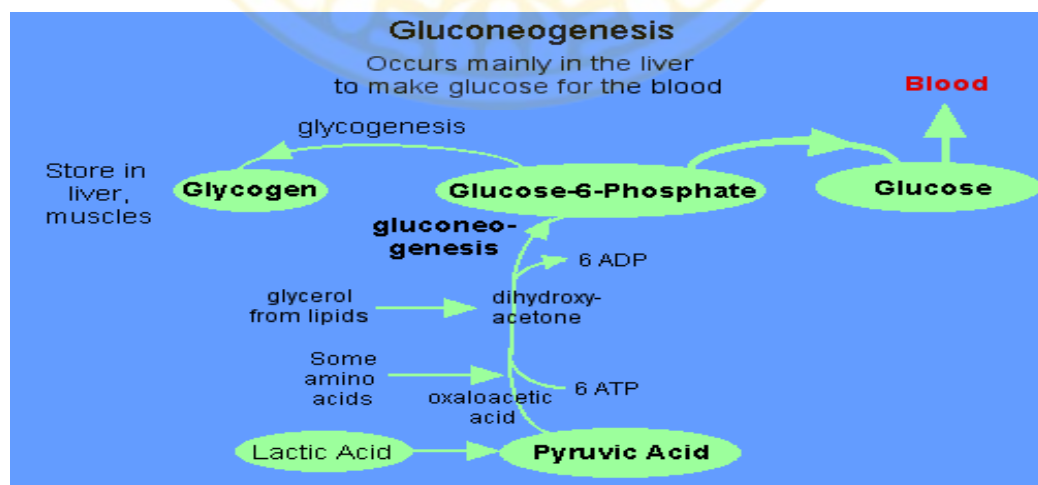 Gluconeogenesis
Occurs mainly in the liver
to make glucose for the blood
Blood
glycogenesis
Store in
liver,
muscles
Glycogen
Glucose-6-Phosphate
Glucose
gluconeo-
genesis
6 ADP
glycerol
from lipids
dihydroxy-
acetone
Some
amino
acids
oxaloacetic
acid
6 ATP
Lactic Acid
Pyruvic Acid